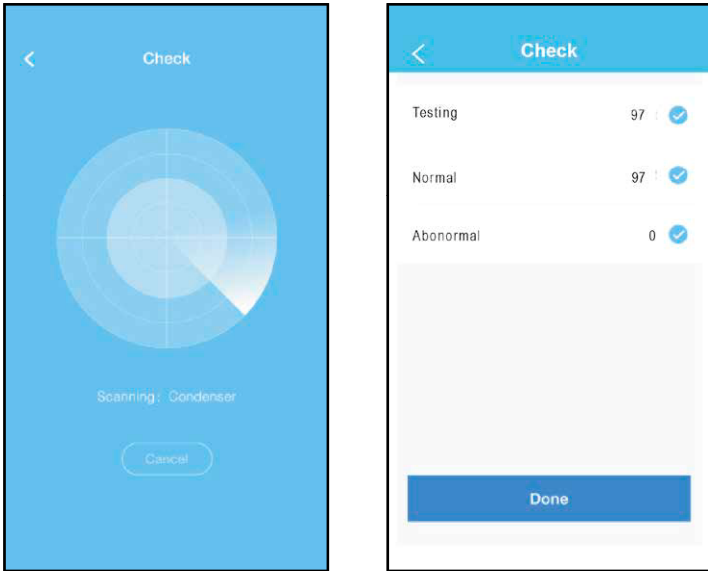 Check
Scanning: Condenser
Cancel
Check
Testing 97
Normal 97
Abonormal 0
Done